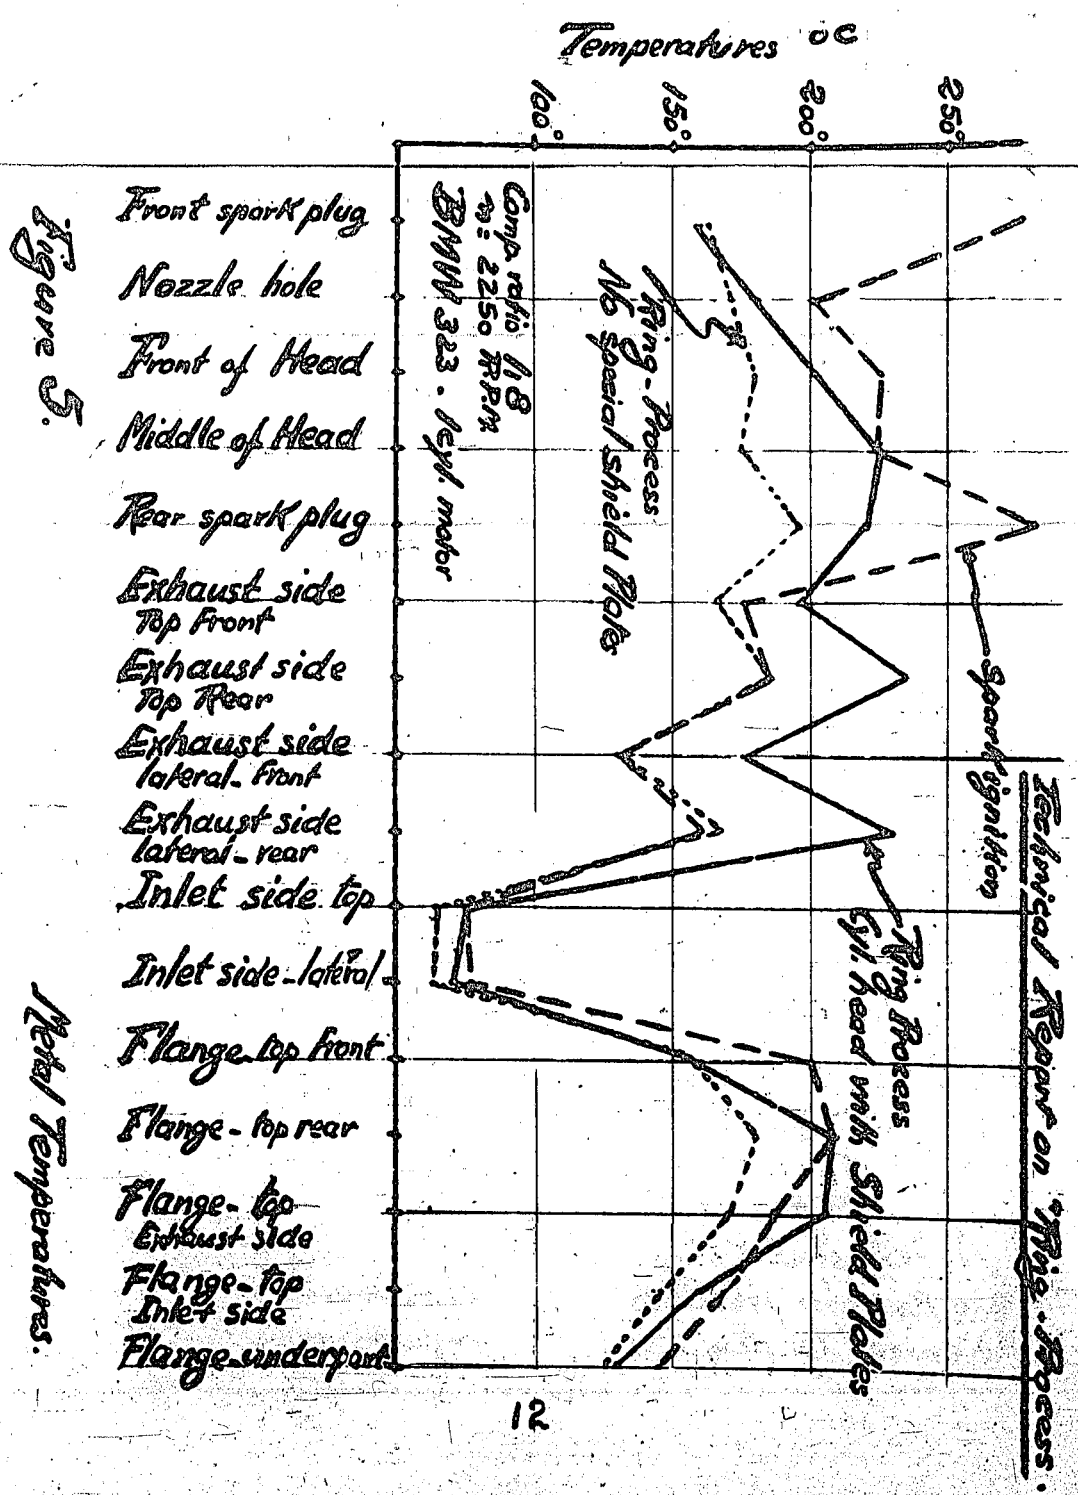 Technical Report on "Ring-Process".
Temperatures °C
100°
150°
200°
250°
Comp ratio 1:8
n = 2250 R.P.M
BMW 323. 1cyl. motor
Ring-Process
No special shield Plates
Spark ignition
Ring Process
Cyl. head with Shield Plates
Front spark plug
Nozzle hole
Front of Head
Middle of Head
Rear spark plug
Exhaust side
Top Front
Exhaust side
Top Rear
Exhaust side
lateral-Front
Exhaust side
lateral-rear
Inlet side top
Inlet side-lateral
Flange-top front
Flange-top rear
Flange-top
Exhaust side
Flange-top
Inlet side
Flange-underpart
Figure 5.
Metal Temperatures.
12